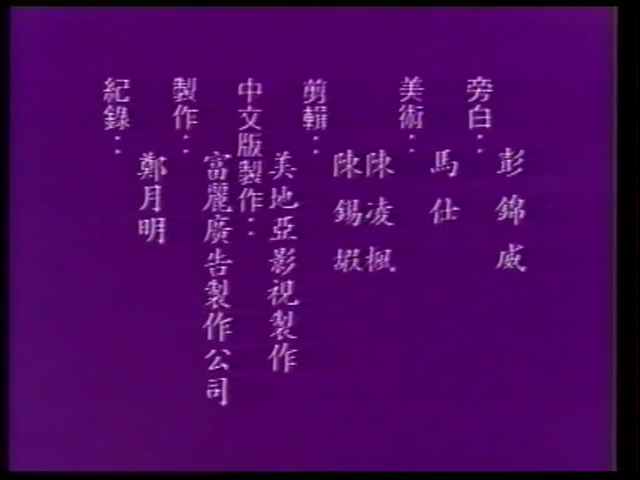 旁白：
彭錦威
美術：
馬仕
剪輯：
陳凌楓
陳錫嘏
中文版製作：
美地亞影視製作
製作：
富麗廣告製作公司
紀錄：
鄭月明